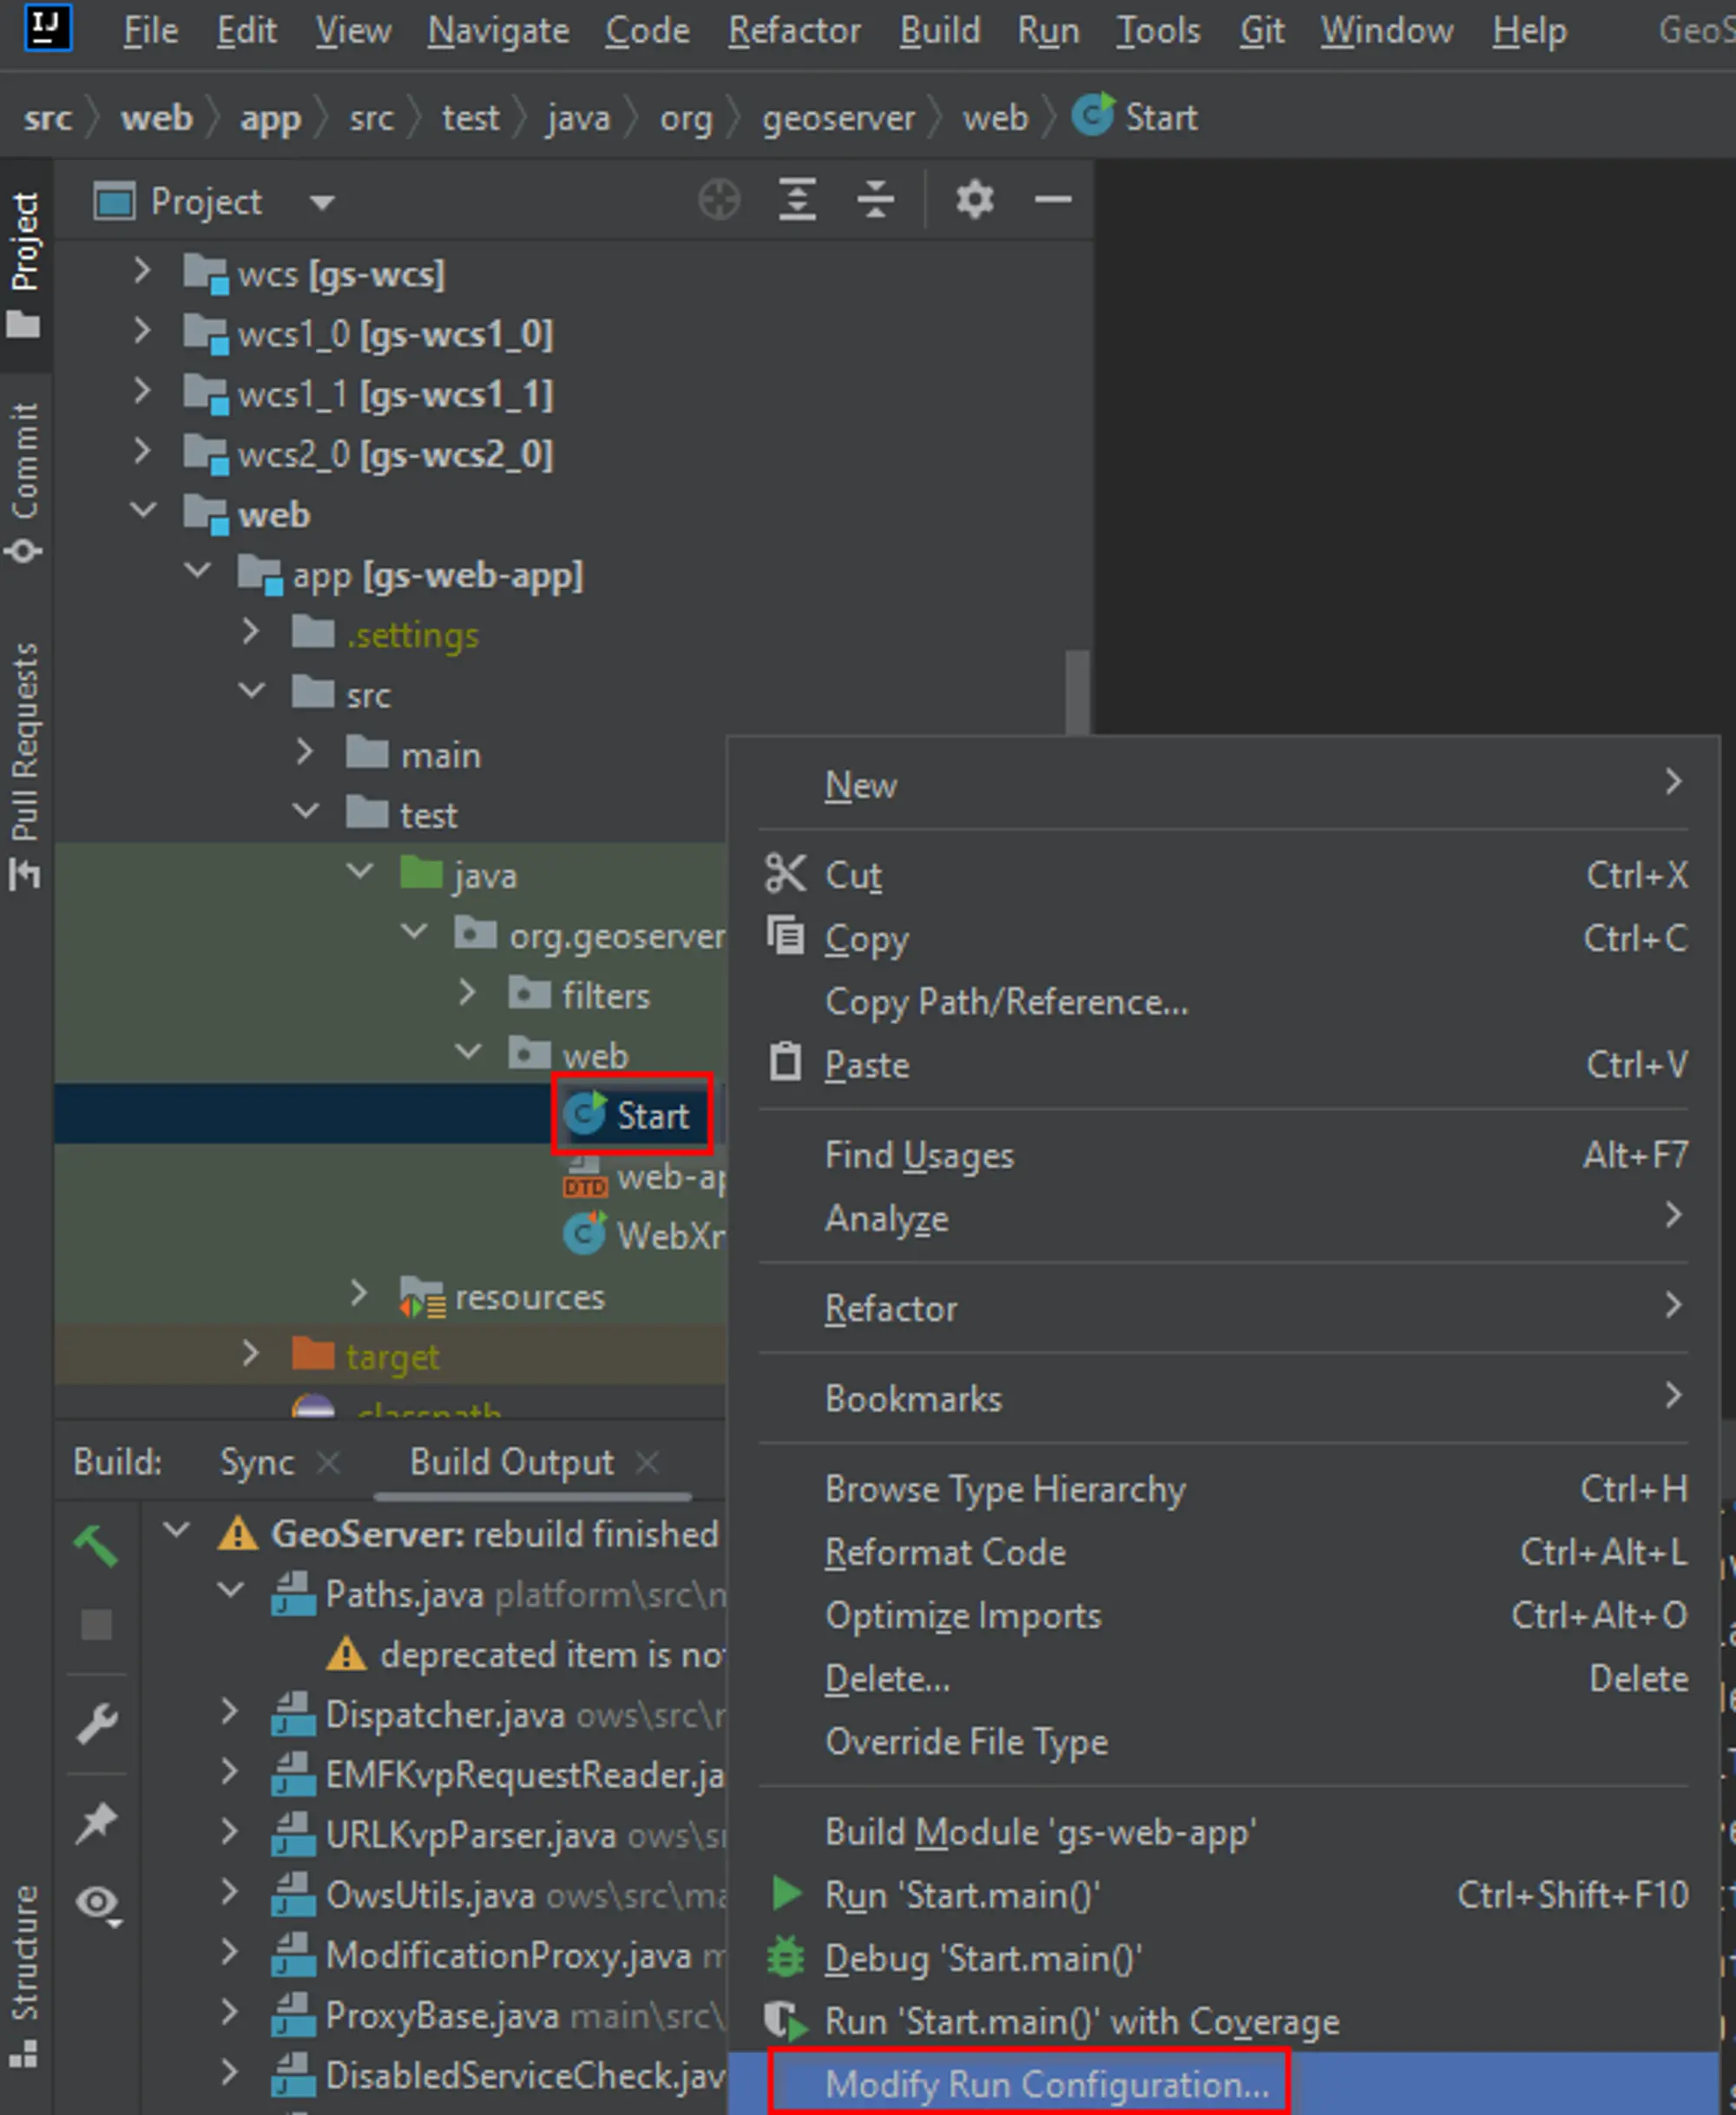 IJ File Edit View Navigate Code Refactor Build Run Tools Git Window Help GeoS
src web app src test java org geoserver web Start
Project
Project
Commit
Pull Requests
Structure
wcs [gs-wcs]
wcs1_0 [gs-wcs1_0]
wcs1_1 [gs-wcs1_1]
wcs2_0 [gs-wcs2_0]
web
app [gs-web-app]
.settings
src
main
test
java
org.geoserver
filters
web
Start
DTD web-ap
WebXm
resources
target
.classpath
New
Cut Ctrl+X
Copy Ctrl+C
Copy Path/Reference...
Paste Ctrl+V
Find Usages Alt+F7
Analyze
Refactor
Bookmarks
Browse Type Hierarchy Ctrl+H
Reformat Code Ctrl+Alt+L
Optimize Imports Ctrl+Alt+O
Delete... Delete
Override File Type
Build Module 'gs-web-app'
Run 'Start.main()' Ctrl+Shift+F10
Debug 'Start.main()'
Run 'Start.main()' with Coverage
Modify Run Configuration...
Build: Sync Build Output
GeoServer: rebuild finished
Paths.java platform\src\m
deprecated item is no
Dispatcher.java ows\src\
EMFKvpRequestReader.ja
URLKvpParser.java ows\s
OwsUtils.java ows\src\ma
ModificationProxy.java m
ProxyBase.java main\src\
DisabledServiceCheck.jav